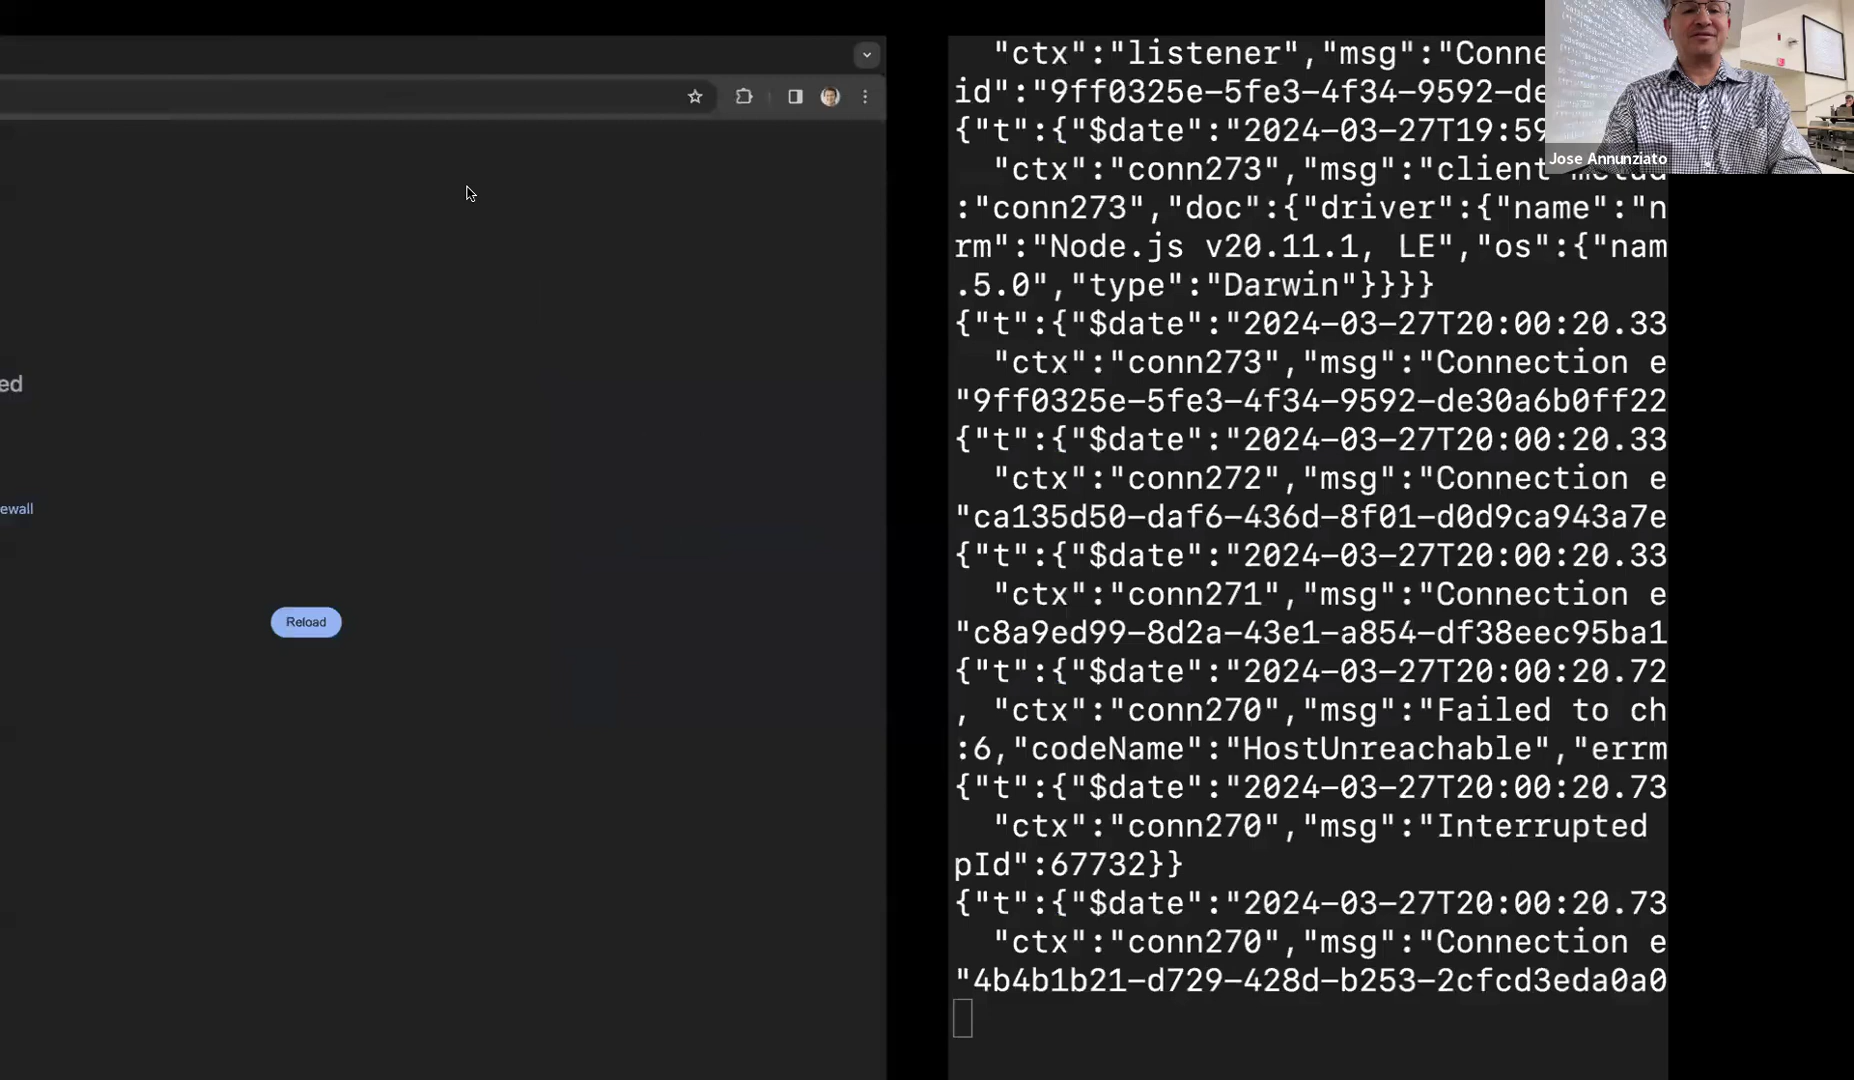 ed
ewall
Reload
"ctx":"listener","msg":"Conne
id":"9ff0325e-5fe3-4f34-9592-de
{"t":{"$date":"2024-03-27T19:59
"ctx":"conn273","msg":"client
:"conn273","doc":{"driver":{"name":"n
rm":"Node.js v20.11.1, LE","os":{"nam
.5.0","type":"Darwin"}}}}
{"t":{"$date":"2024-03-27T20:00:20.33
"ctx":"conn273","msg":"Connection e
"9ff0325e-5fe3-4f34-9592-de30a6b0ff22
{"t":{"$date":"2024-03-27T20:00:20.33
"ctx":"conn272","msg":"Connection e
"ca135d50-daf6-436d-8f01-d0d9ca943a7e
{"t":{"$date":"2024-03-27T20:00:20.33
"ctx":"conn271","msg":"Connection e
"c8a9ed99-8d2a-43e1-a854-df38eec95ba1
{"t":{"$date":"2024-03-27T20:00:20.72
, "ctx":"conn270","msg":"Failed to ch
:6,"codeName":"HostUnreachable","errm
{"t":{"$date":"2024-03-27T20:00:20.73
"ctx":"conn270","msg":"Interrupted
pId":67732}}
{"t":{"$date":"2024-03-27T20:00:20.73
"ctx":"conn270","msg":"Connection e
"4b4b1b21-d729-428d-b253-2cfcd3eda0a0
Jose Annunziato